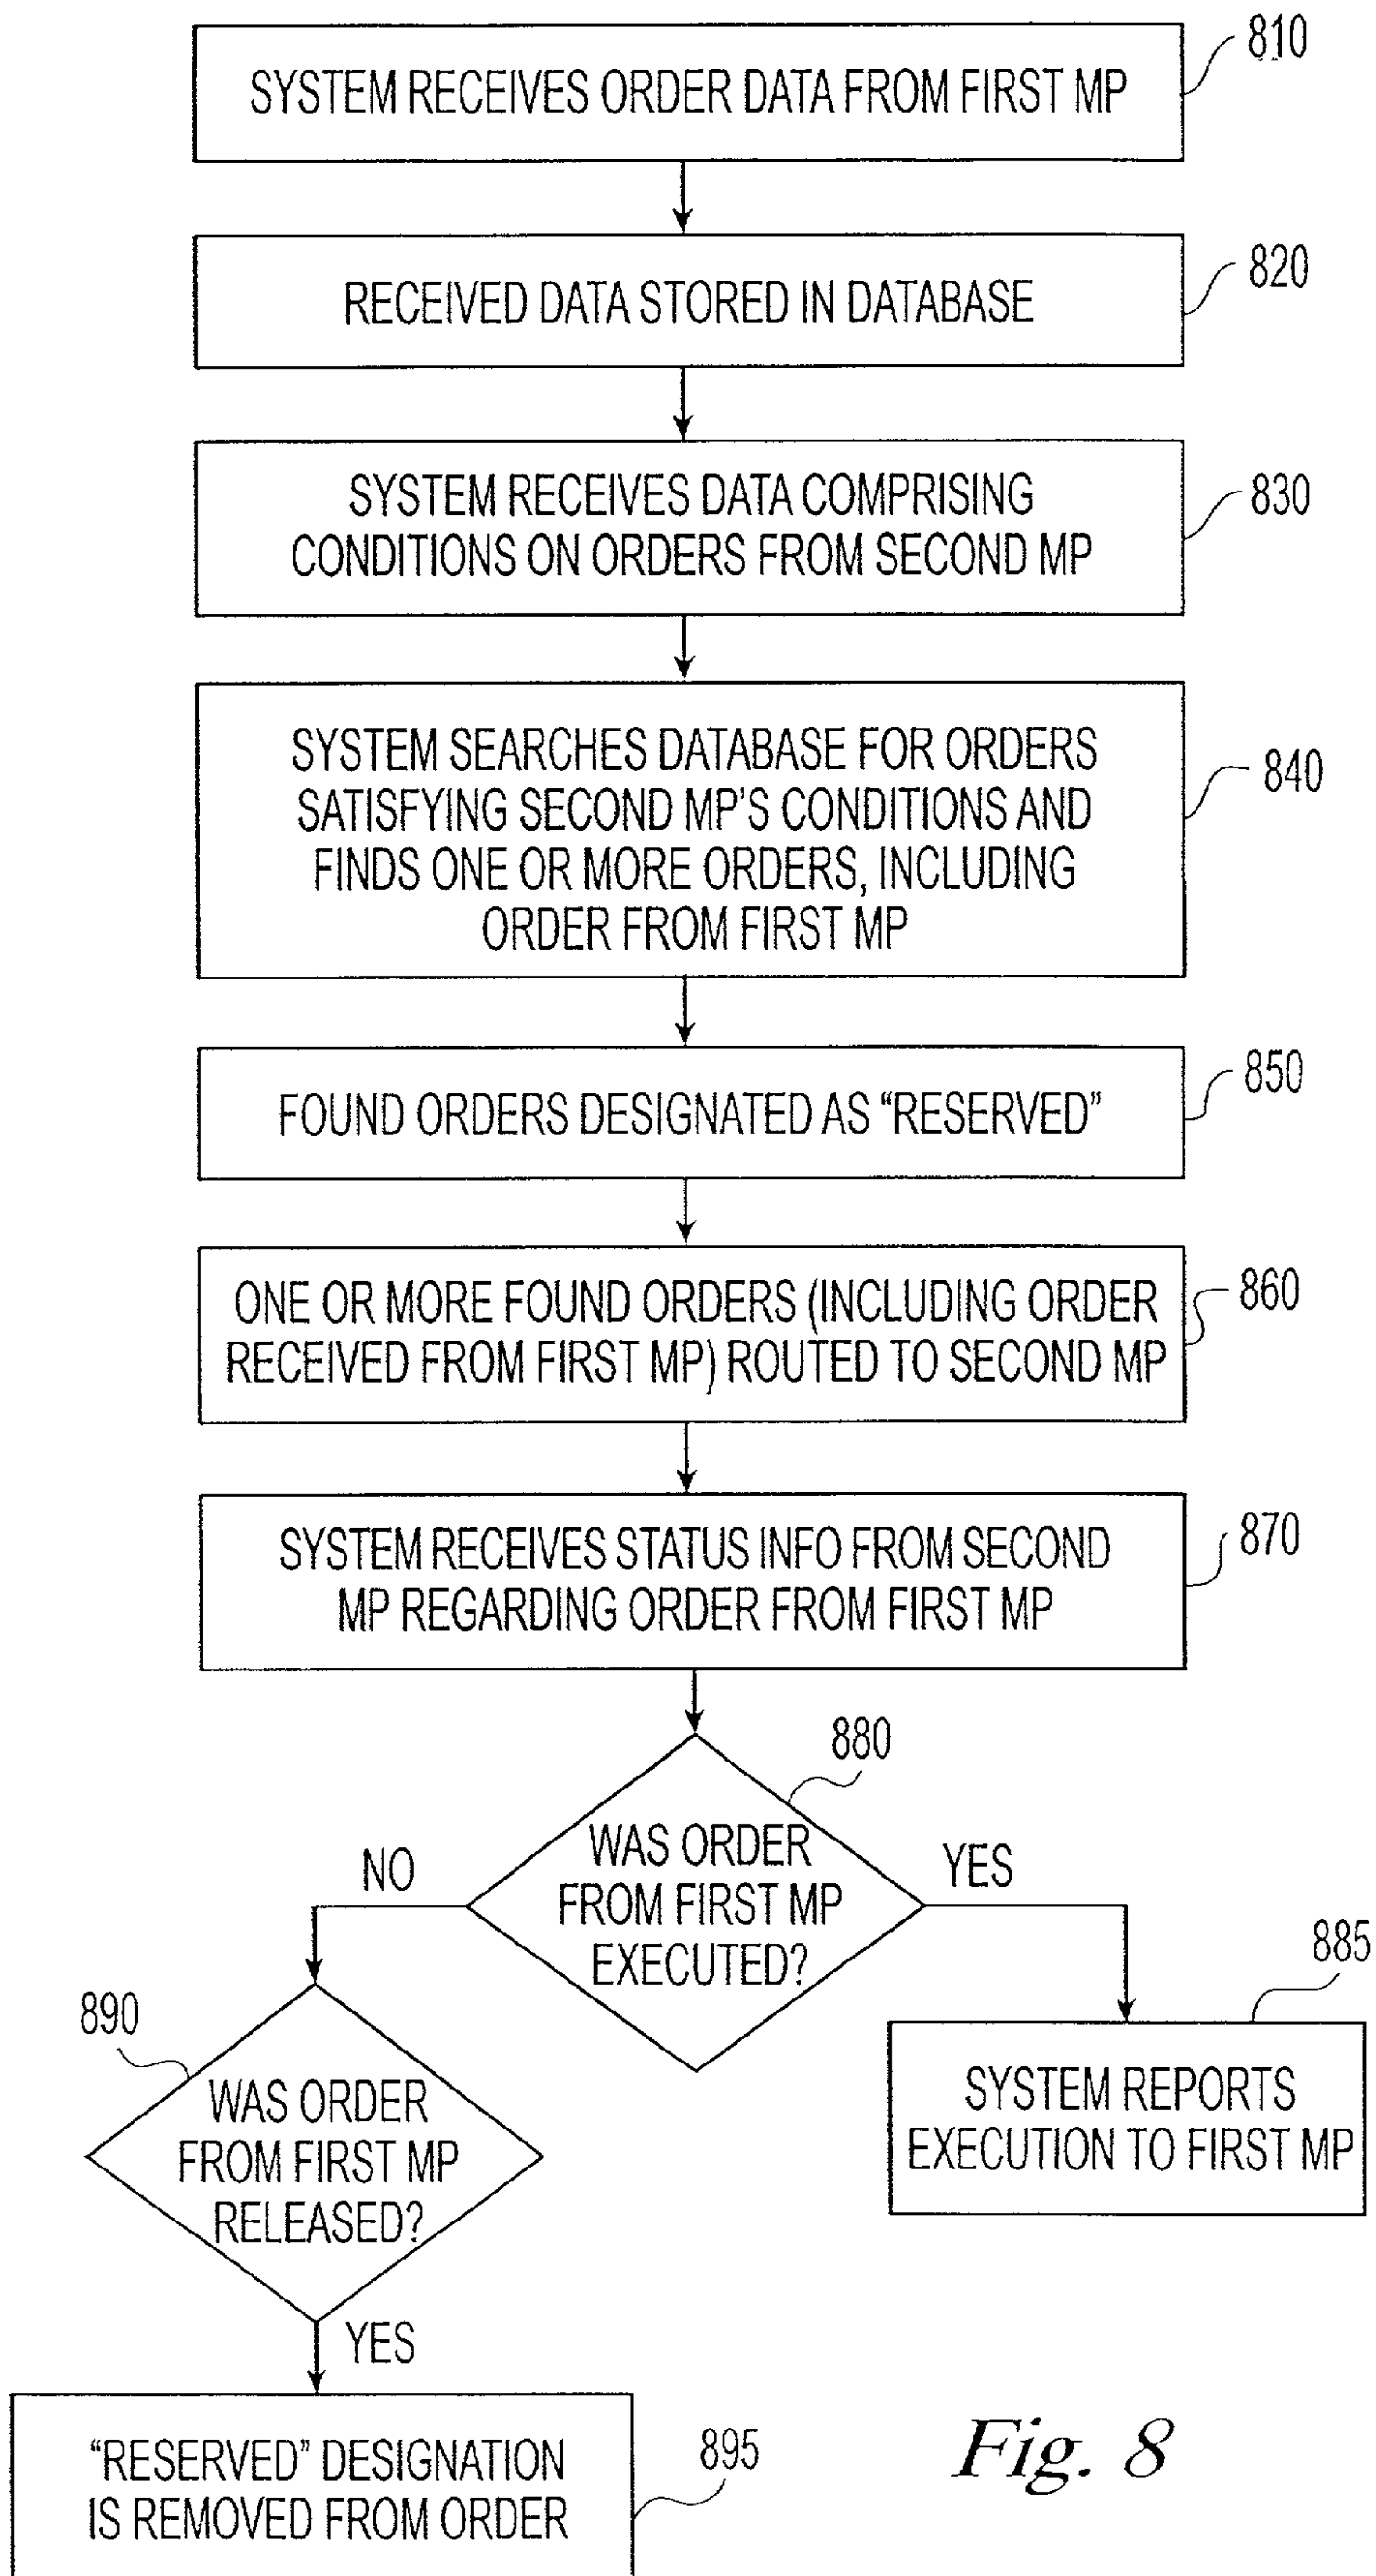 810
SYSTEM RECEIVES ORDER DATA FROM FIRST MP
820
RECEIVED DATA STORED IN DATABASE
830
SYSTEM RECEIVES DATA COMPRISING
CONDITIONS ON ORDERS FROM SECOND MP
840
SYSTEM SEARCHES DATABASE FOR ORDERS
SATISFYING SECOND MP'S CONDITIONS AND
FINDS ONE OR MORE ORDERS, INCLUDING
ORDER FROM FIRST MP
850
FOUND ORDERS DESIGNATED AS “RESERVED”
860
ONE OR MORE FOUND ORDERS (INCLUDING ORDER
RECEIVED FROM FIRST MP) ROUTED TO SECOND MP
870
SYSTEM RECEIVES STATUS INFO FROM SECOND
MP REGARDING ORDER FROM FIRST MP
880
WAS ORDER
FROM FIRST MP
EXECUTED?
NO
YES
885
SYSTEM REPORTS
EXECUTION TO FIRST MP
890
WAS ORDER
FROM FIRST MP
RELEASED?
YES
895
“RESERVED” DESIGNATION
IS REMOVED FROM ORDER
Fig. 8